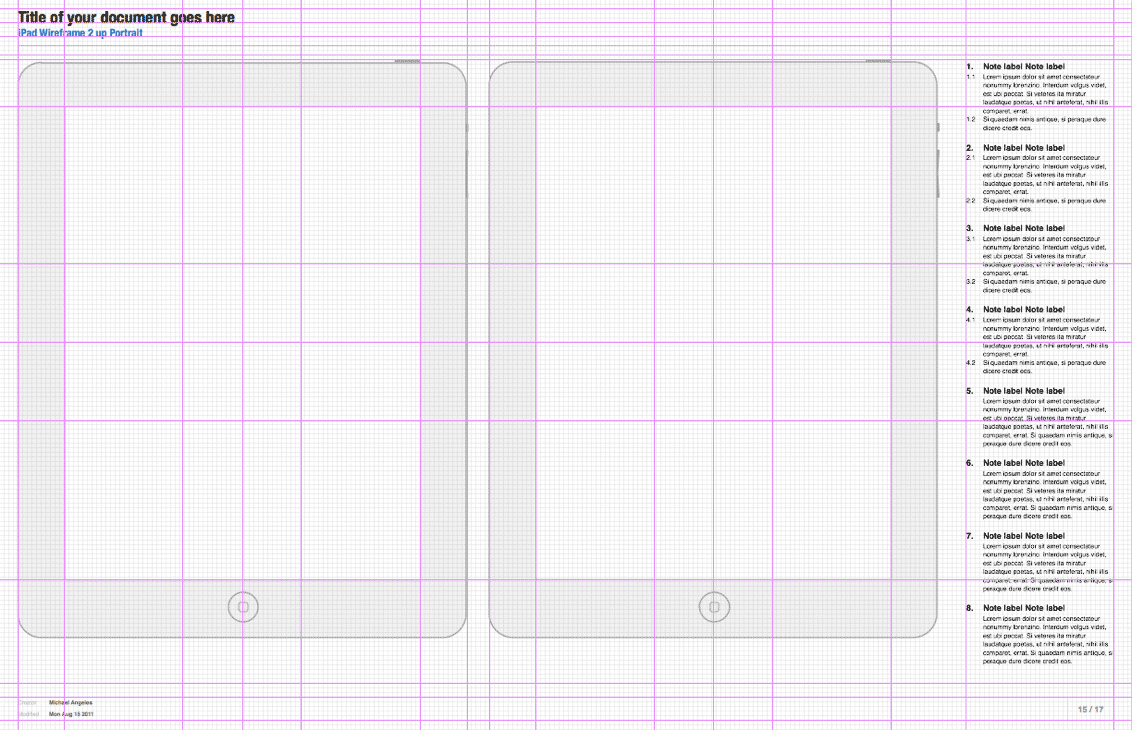 Title of your document goes here
iPad Wireframe 2 up Portrait
1. Note label Note label
1.1 Lorem ipsum dolor sit amet consectateur
nonummy lorenzino. Interdum volgus videt,
est ubi peccat. Si veteres ita miratur
laudatque poetas, ut nihil anteferat, nihil illis
comparet, errat.
1.2 Si quaedam nimis antique, si peraque dure
dicere credit eos.
2. Note label Note label
2.1 Lorem ipsum dolor sit amet consectateur
nonummy lorenzino. Interdum volgus videt,
est ubi peccat. Si veteres ita miratur
laudatque poetas, ut nihil anteferat, nihil illis
comparet, errat.
2.2 Si quaedam nimis antique, si peraque dure
dicere credit eos.
3. Note label Note label
3.1 Lorem ipsum dolor sit amet consectateur
nonummy lorenzino. Interdum volgus videt,
est ubi peccat. Si veteres ita miratur
laudatque poetas, ut nihil anteferat, nihil illis
comparet, errat.
3.2 Si quaedam nimis antique, si peraque dure
dicere credit eos.
4. Note label Note label
4.1 Lorem ipsum dolor sit amet consectateur
nonummy lorenzino. Interdum volgus videt,
est ubi peccat. Si veteres ita miratur
laudatque poetas, ut nihil anteferat, nihil illis
comparet, errat.
4.2 Si quaedam nimis antique, si peraque dure
dicere credit eos.
5. Note label Note label
Lorem ipsum dolor sit amet consectateur
nonummy lorenzino. Interdum volgus videt,
est ubi peccat. Si veteres ita miratur
laudatque poetas, ut nihil anteferat, nihil illis
comparet, errat. Si quaedam nimis antique, si
peraque dure dicere credit eos.
6. Note label Note label
Lorem ipsum dolor sit amet consectateur
nonummy lorenzino. Interdum volgus videt,
est ubi peccat. Si veteres ita miratur
laudatque poetas, ut nihil anteferat, nihil illis
comparet, errat. Si quaedam nimis antique, si
peraque dure dicere credit eos.
7. Note label Note label
Lorem ipsum dolor sit amet consectateur
nonummy lorenzino. Interdum volgus videt,
est ubi peccat. Si veteres ita miratur
laudatque poetas, ut nihil anteferat, nihil illis
comparet, errat. Si quaedam nimis antique, si
peraque dure dicere credit eos.
8. Note label Note label
Lorem ipsum dolor sit amet consectateur
nonummy lorenzino. Interdum volgus videt,
est ubi peccat. Si veteres ita miratur
laudatque poetas, ut nihil anteferat, nihil illis
comparet, errat. Si quaedam nimis antique, si
peraque dure dicere credit eos.
Creator Michael Angeles
Modified Mon Aug 15 2011
15 / 17